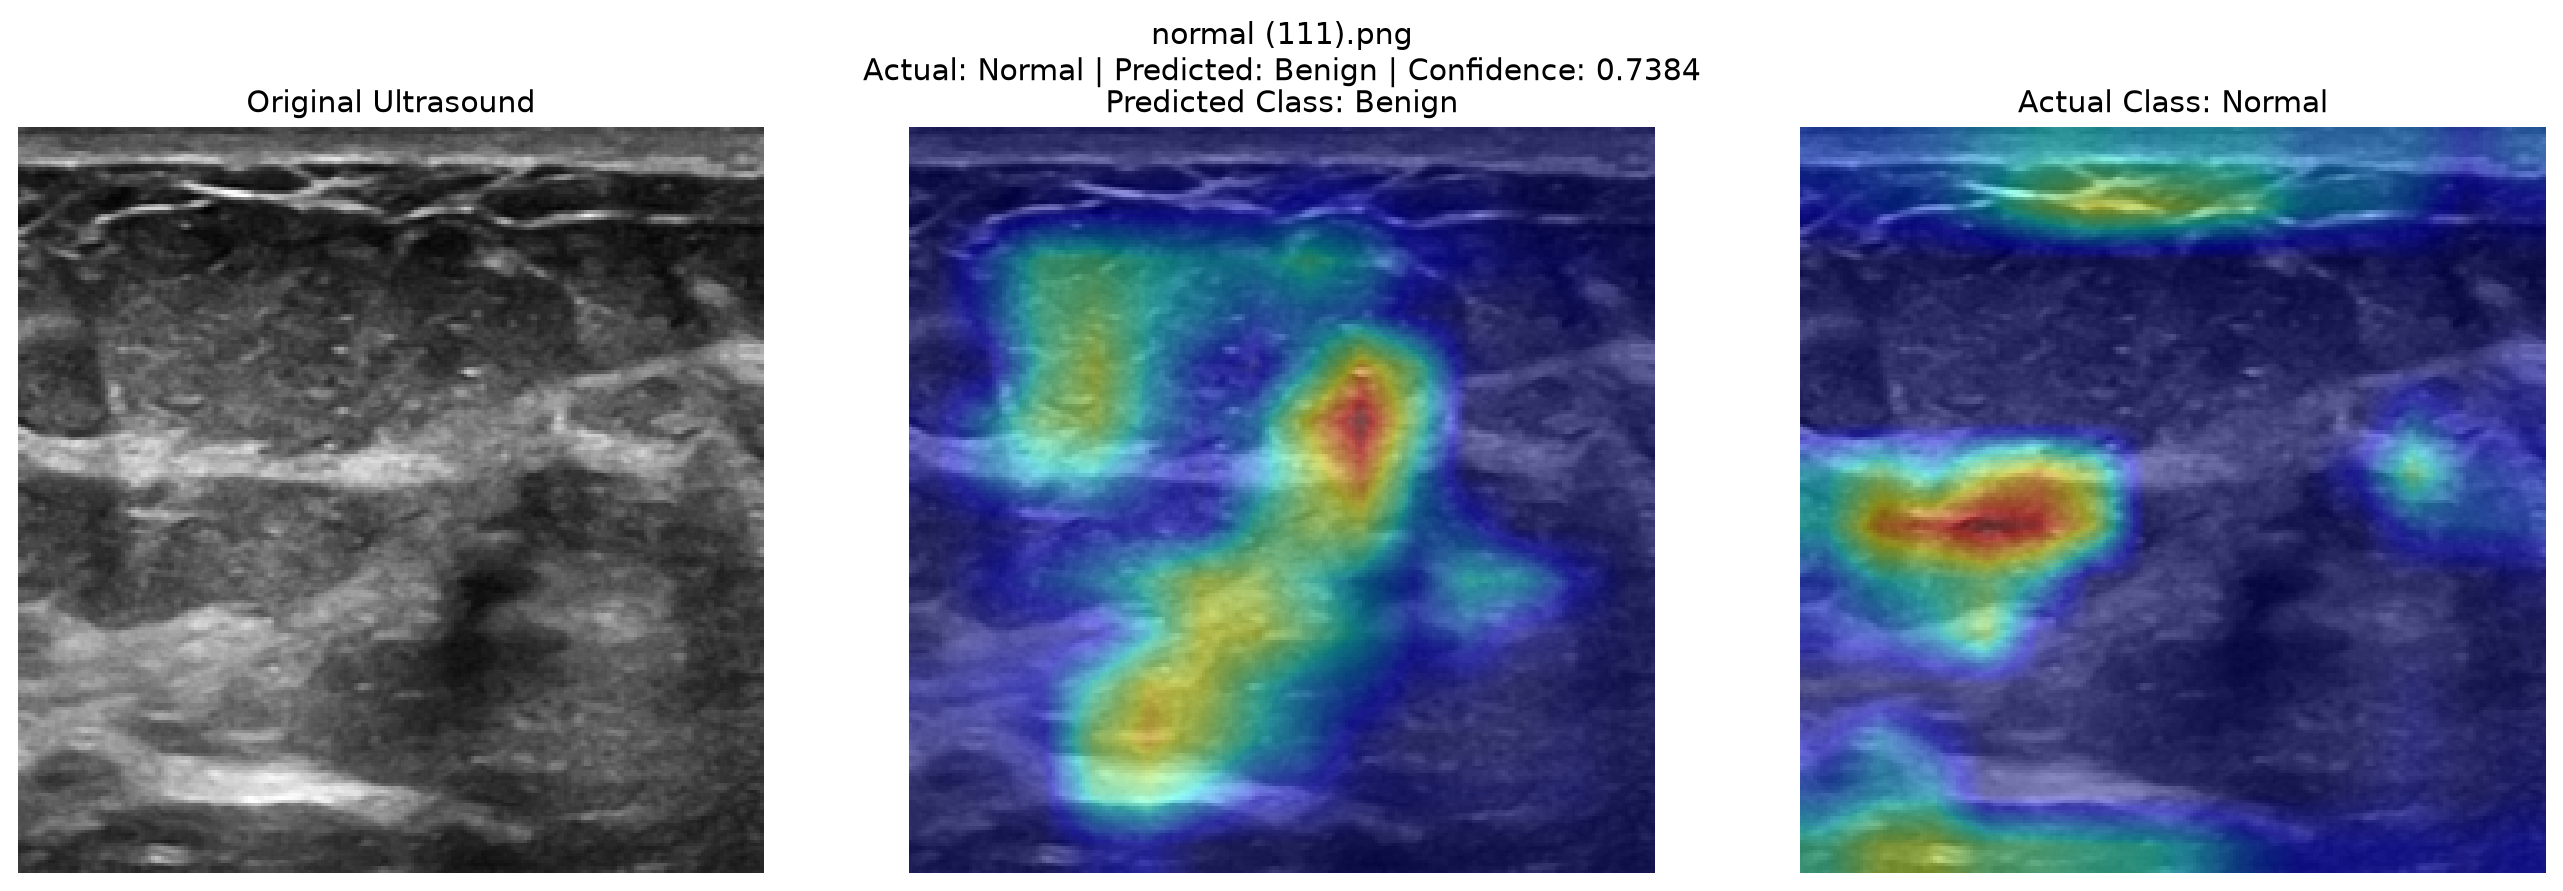 normal (111).png
Actual: Normal | Predicted: Benign | Confidence: 0.7384
Original Ultrasound
Predicted Class: Benign
Actual Class: Normal